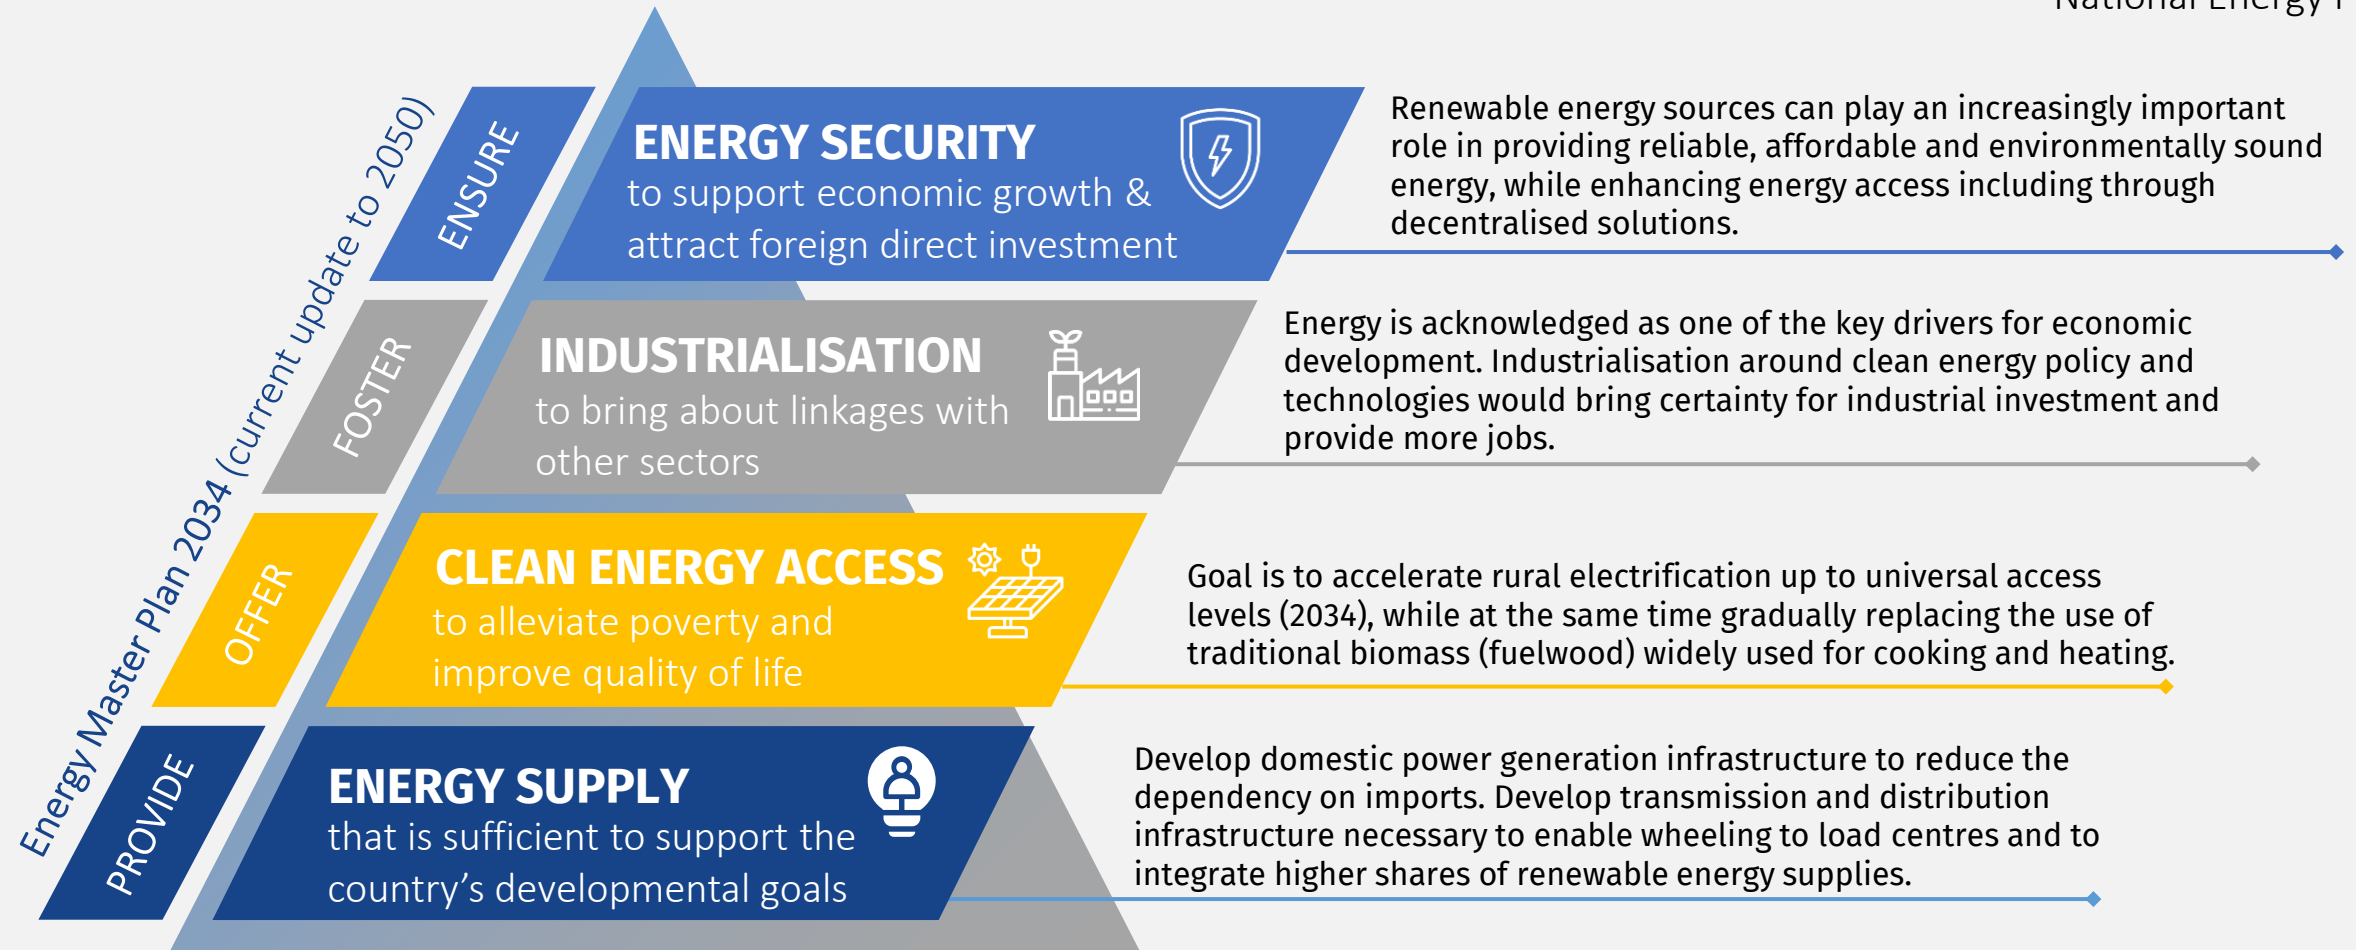 National Energy
Energy Master Plan 2034 (current update to 2050)
ENSURE
ENERGY SECURITY
to support economic growth &
attract foreign direct investment
Renewable energy sources can play an increasingly important
role in providing reliable, affordable and environmentally sound
energy, while enhancing energy access including through
decentralised solutions.
FOSTER
INDUSTRIALISATION
to bring about linkages with
other sectors
Energy is acknowledged as one of the key drivers for economic
development. Industrialisation around clean energy policy and
technologies would bring certainty for industrial investment and
provide more jobs.
OFFER
CLEAN ENERGY ACCESS
to alleviate poverty and
improve quality of life
Goal is to accelerate rural electrification up to universal access
levels (2034), while at the same time gradually replacing the use of
traditional biomass (fuelwood) widely used for cooking and heating.
PROVIDE
ENERGY SUPPLY
that is sufficient to support the
country’s developmental goals
Develop domestic power generation infrastructure to reduce the
dependency on imports. Develop transmission and distribution
infrastructure necessary to enable wheeling to load centres and to
integrate higher shares of renewable energy supplies.